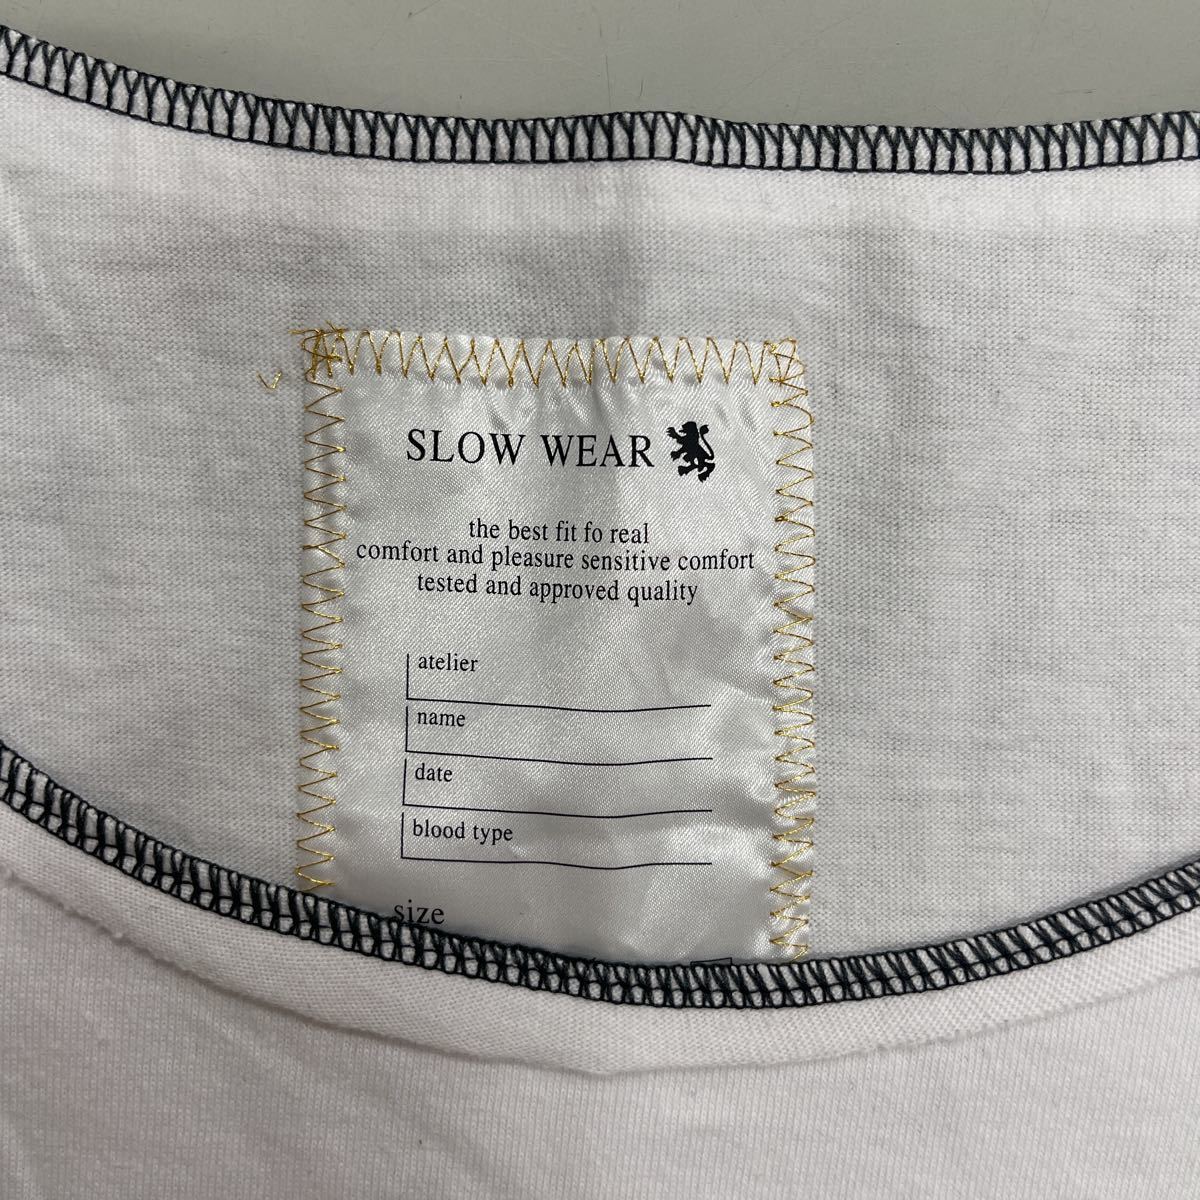 SLOW WEAR
the best fit fo real
comfort and pleasure sensitive comfort
tested and approved quality
atelier
name
date
blood type
size